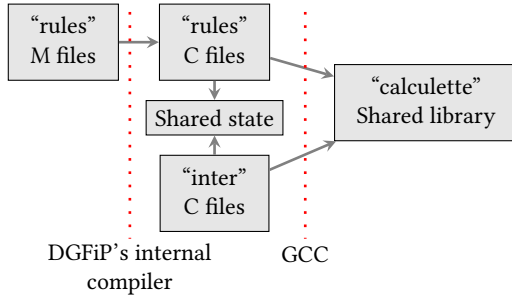 “rules”
M files
“rules”
C files
“calculette”
Shared library
Shared state
“inter”
C files
DGFiP’s internal
compiler
GCC